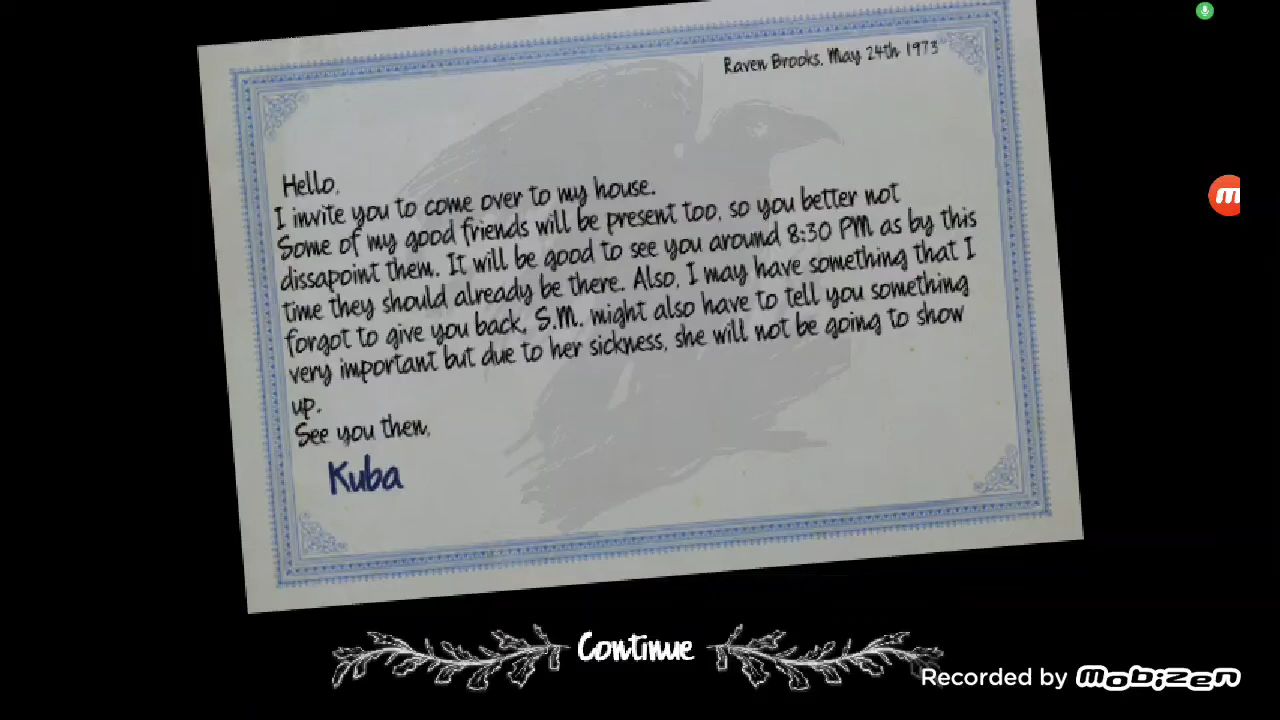 Raven Brooks, May 24th 1973
Hello,
I invite you to come over to my house.
Some of my good friends will be present too, so you better not
dissapoint them. It will be good to see you around 8:30 PM as by this
time they should already be there. Also, I may have something that I
forgot to give you back, S.M. might also have to tell you something
very important but due to her sickness, she will not be going to show
up.
See you then,
Kuba
Continue
Recorded by mobizen